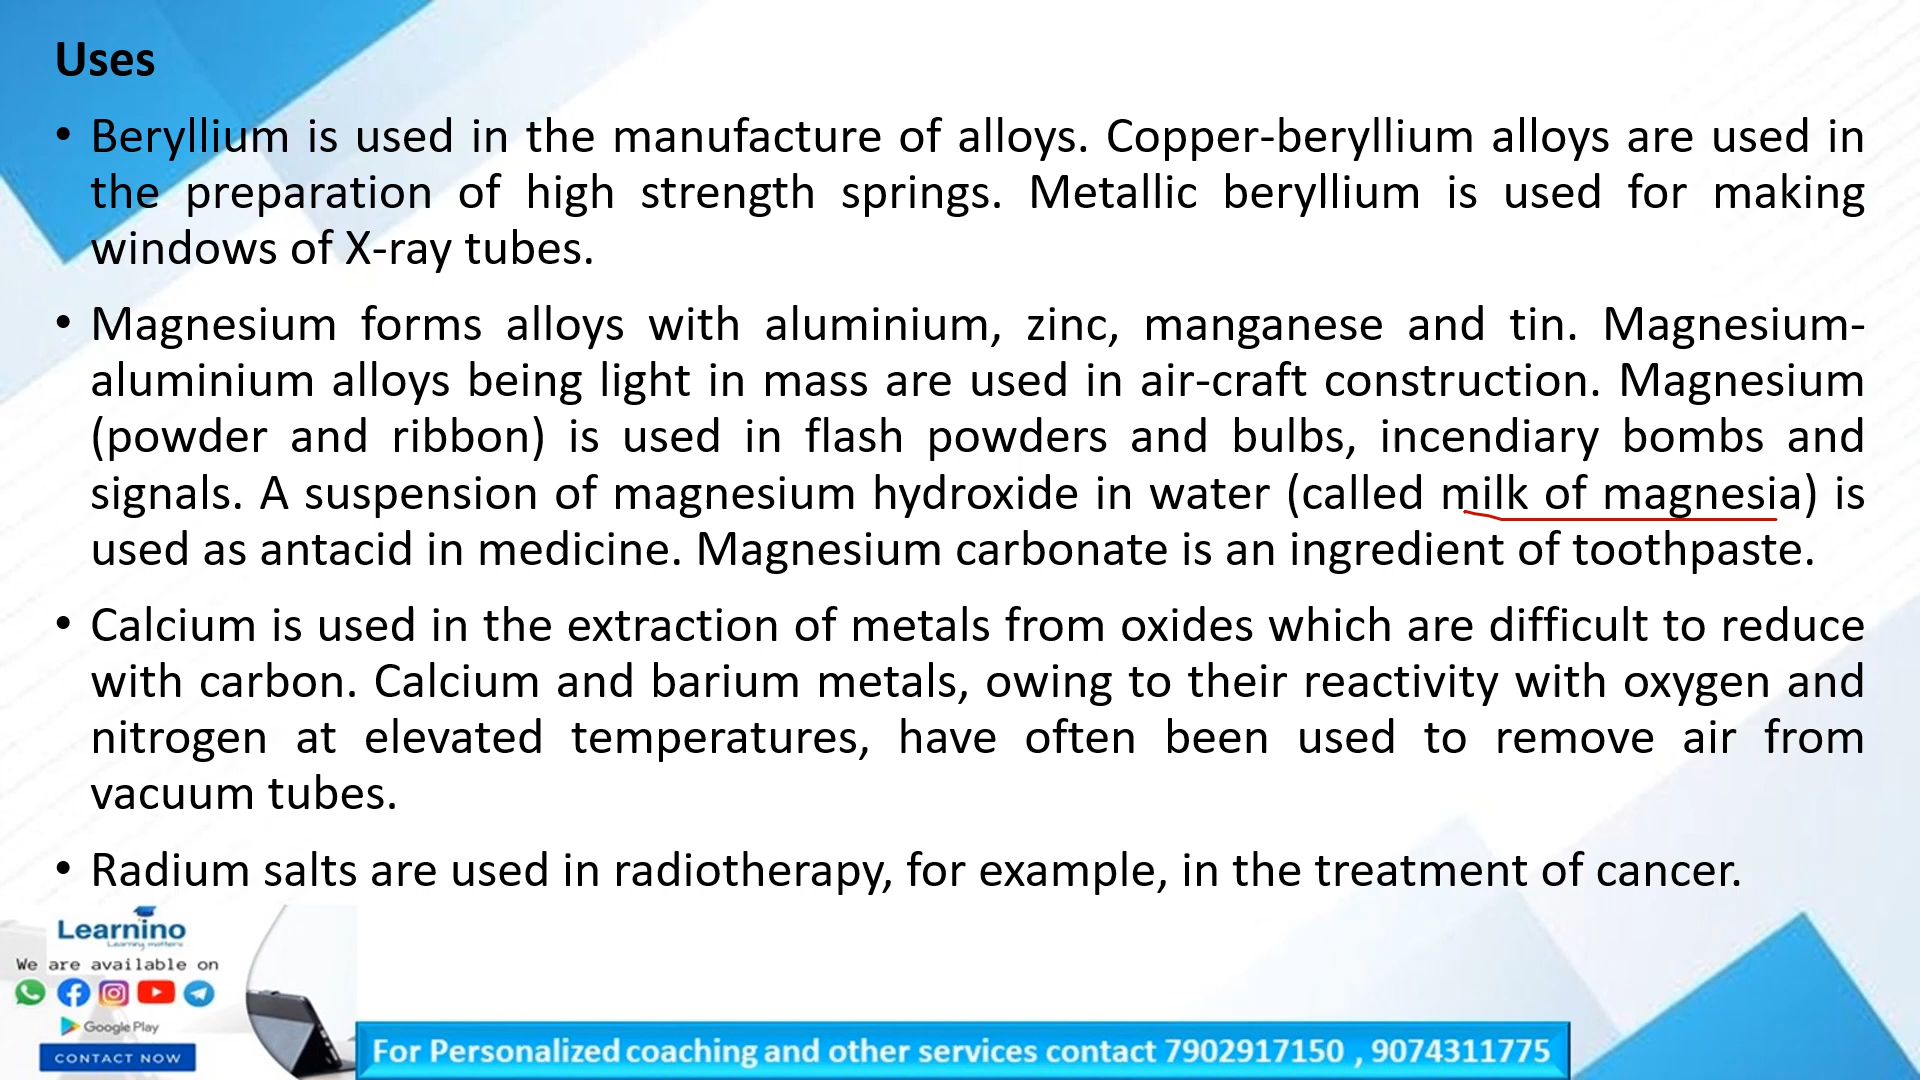 Uses
• Beryllium is used in the manufacture of alloys. Copper-beryllium alloys are used in
the preparation of high strength springs. Metallic beryllium is used for making
windows of X-ray tubes.
• Magnesium forms alloys with aluminium, zinc, manganese and tin. Magnesium-
aluminium alloys being light in mass are used in air-craft construction. Magnesium
(powder and ribbon) is used in flash powders and bulbs, incendiary bombs and
signals. A suspension of magnesium hydroxide in water (called milk of magnesia) is
used as antacid in medicine. Magnesium carbonate is an ingredient of toothpaste.
• Calcium is used in the extraction of metals from oxides which are difficult to reduce
with carbon. Calcium and barium metals, owing to their reactivity with oxygen and
nitrogen at elevated temperatures, have often been used to remove air from
vacuum tubes.
• Radium salts are used in radiotherapy, for example, in the treatment of cancer.
Learnino
Learning matters
We are available on
Google Play
CONTACT NOW
For Personalized coaching and other services contact 7902917150 , 9074311775